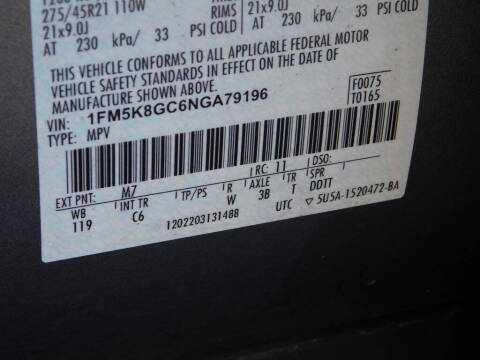 275/45R21 110W
21x9.0J RIMS 21x9.0J
AT 230 kPa/ 33 PSI COLD AT 230 kPa/ 33 PSI COLD
THIS VEHICLE CONFORMS TO ALL APPLICABLE FEDERAL MOTOR
VEHICLE SAFETY STANDARDS IN EFFECT ON THE DATE OF
MANUFACTURE SHOWN ABOVE.
VIN: 1FM5K8GC6NGA79196 F0075
TYPE: MPV T0165
EXT PNT: M7 RC: 11 DSO:
WB INT TR TP/PS R AXLE TR SPR
119 C6 W 3B T DDTT
1202203131488 UTC ▽ 5U5A-1520472-BA